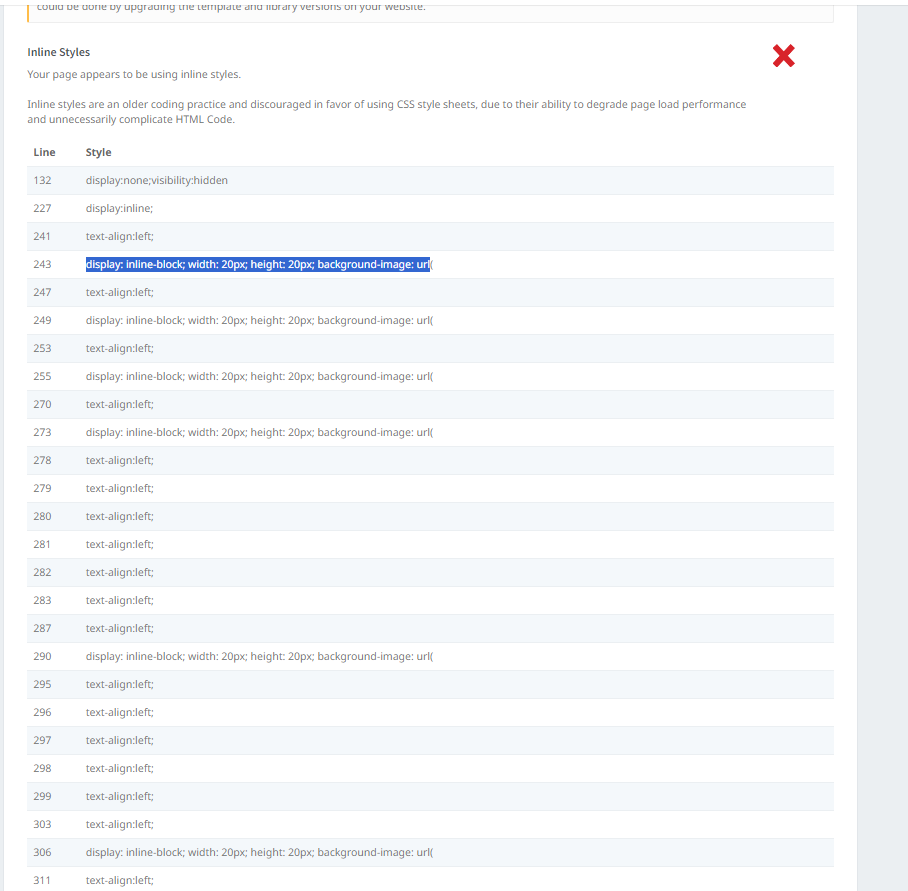 could be done by upgrading the template and library versions on your website.
Inline Styles
Your page appears to be using inline styles.
Inline styles are an older coding practice and discouraged in favor of using CSS style sheets, due to their ability to degrade page load performance
and unnecessarily complicate HTML Code.
Line Style
132 display:none;visibility:hidden
227 display:inline;
241 text-align:left;
243 display: inline-block; width: 20px; height: 20px; background-image: url(
247 text-align:left;
249 display: inline-block; width: 20px; height: 20px; background-image: url(
253 text-align:left;
255 display: inline-block; width: 20px; height: 20px; background-image: url(
270 text-align:left;
273 display: inline-block; width: 20px; height: 20px; background-image: url(
278 text-align:left;
279 text-align:left;
280 text-align:left;
281 text-align:left;
282 text-align:left;
283 text-align:left;
287 text-align:left;
290 display: inline-block; width: 20px; height: 20px; background-image: url(
295 text-align:left;
296 text-align:left;
297 text-align:left;
298 text-align:left;
299 text-align:left;
303 text-align:left;
306 display: inline-block; width: 20px; height: 20px; background-image: url(
311 text-align:left;